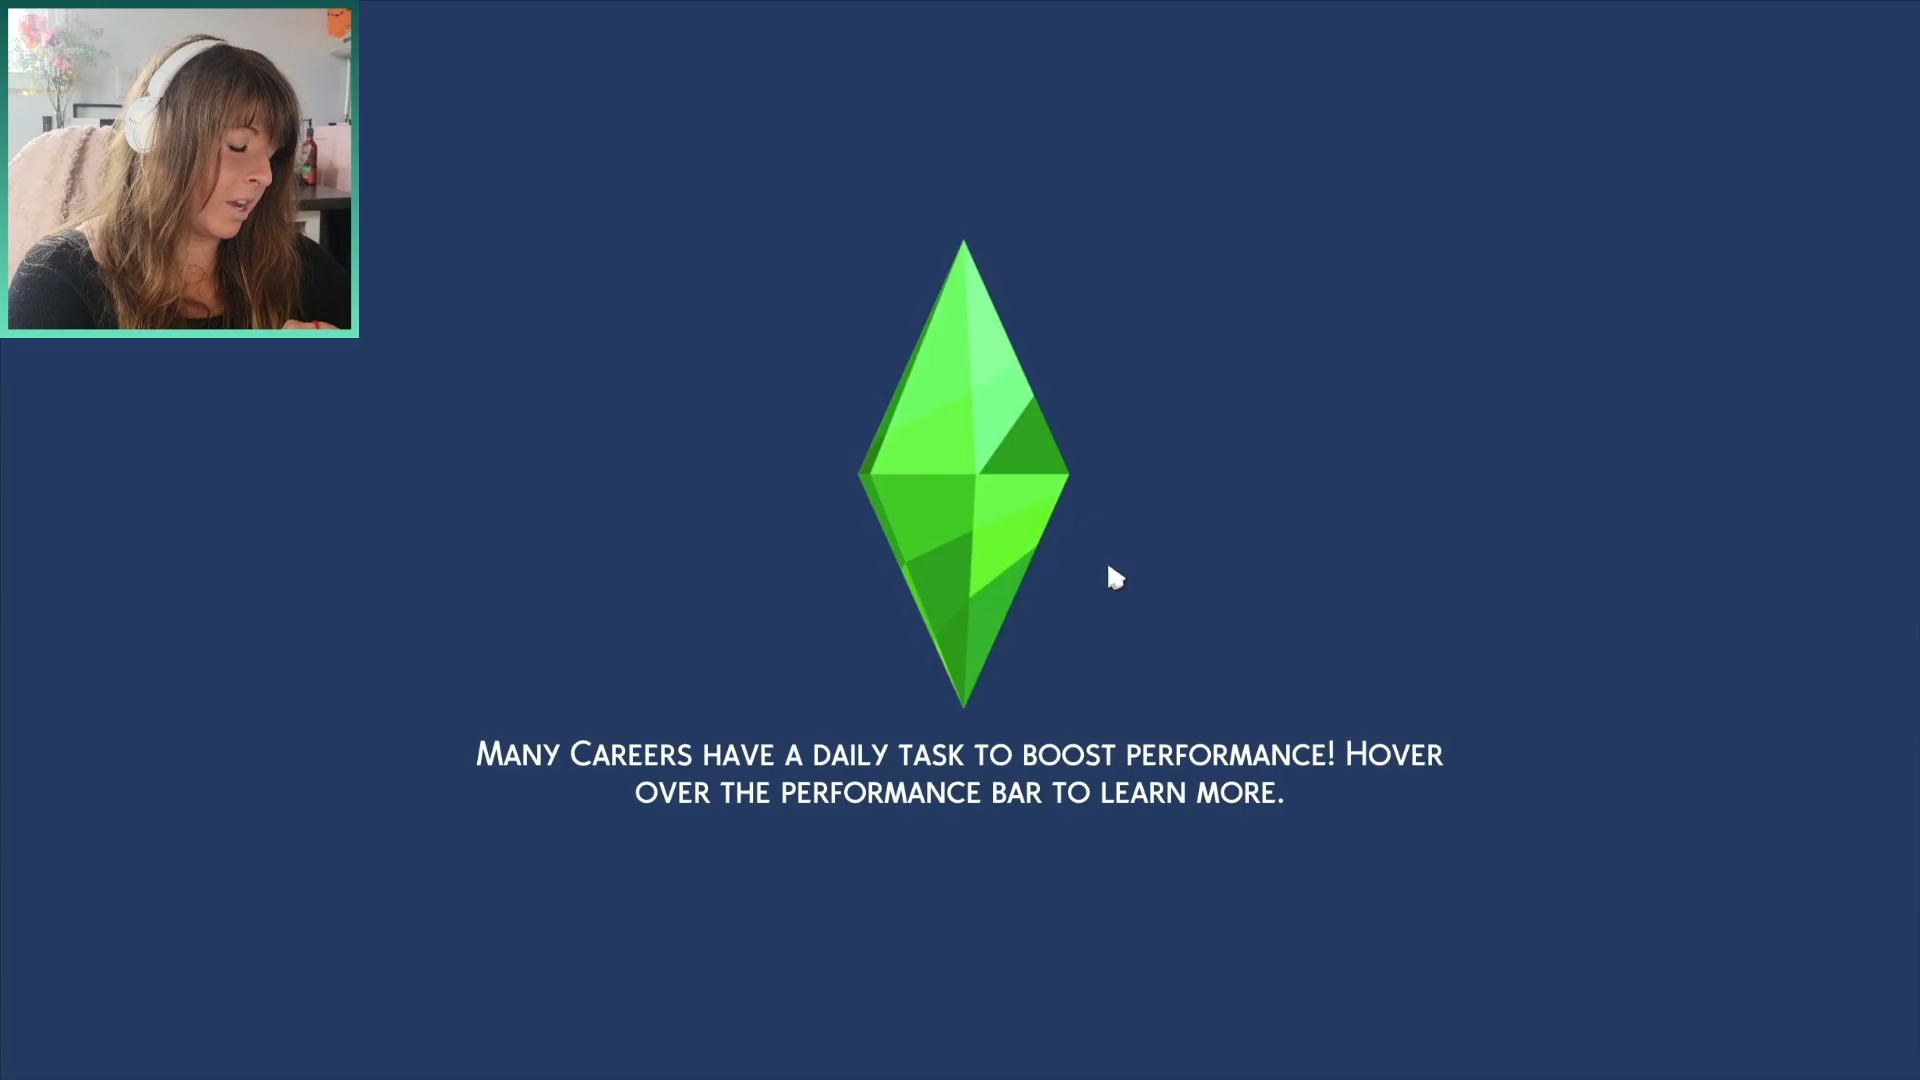 Many Careers have a daily task to boost performance! Hover
over the performance bar to learn more.